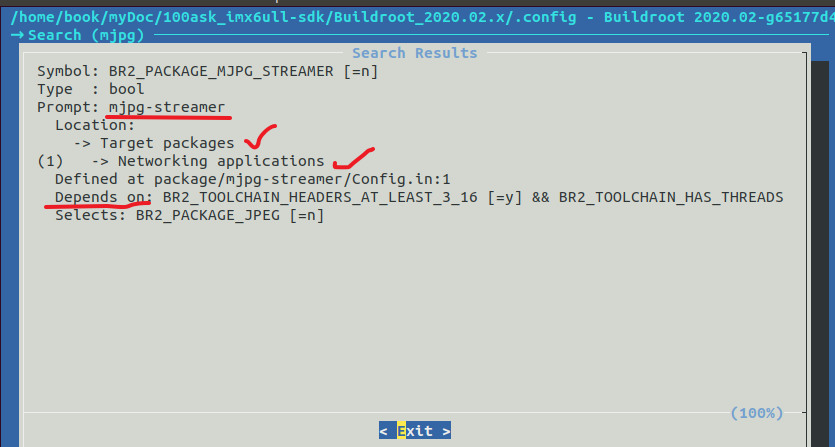 /home/book/myDoc/100ask_imx6ull-sdk/Buildroot_2020.02.x/.config - Buildroot 2020.02-g65177d4
→ Search (mjpg)
Search Results
Symbol: BR2_PACKAGE_MJPG_STREAMER [=n]
Type  : bool
Prompt: mjpg-streamer
Location:
-> Target packages
(1)   -> Networking applications
Defined at package/mjpg-streamer/Config.in:1
Depends on: BR2_TOOLCHAIN_HEADERS_AT_LEAST_3_16 [=y] && BR2_TOOLCHAIN_HAS_THREADS
Selects: BR2_PACKAGE_JPEG [=n]
(100%)
< Exit >